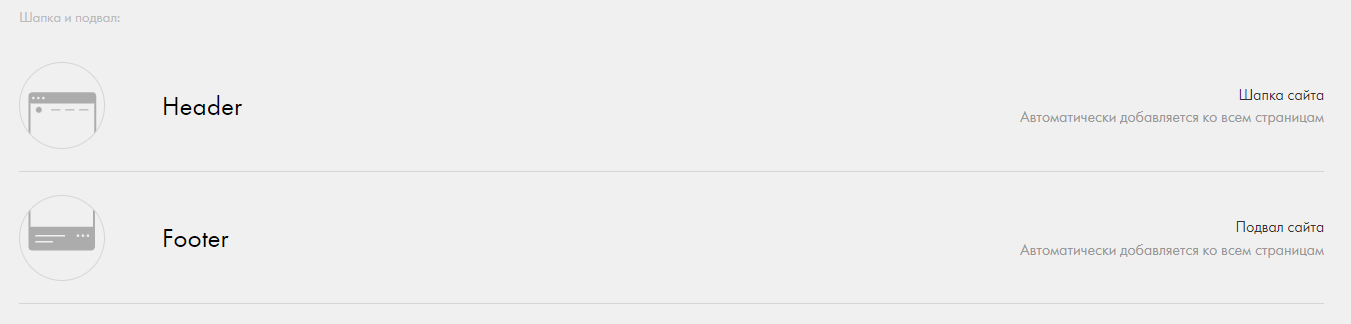 Шапка и подвал:
Header
Шапка сайта
Автоматически добавляется ко всем страницам
Footer
Подвал сайта
Автоматически добавляется ко всем страницам